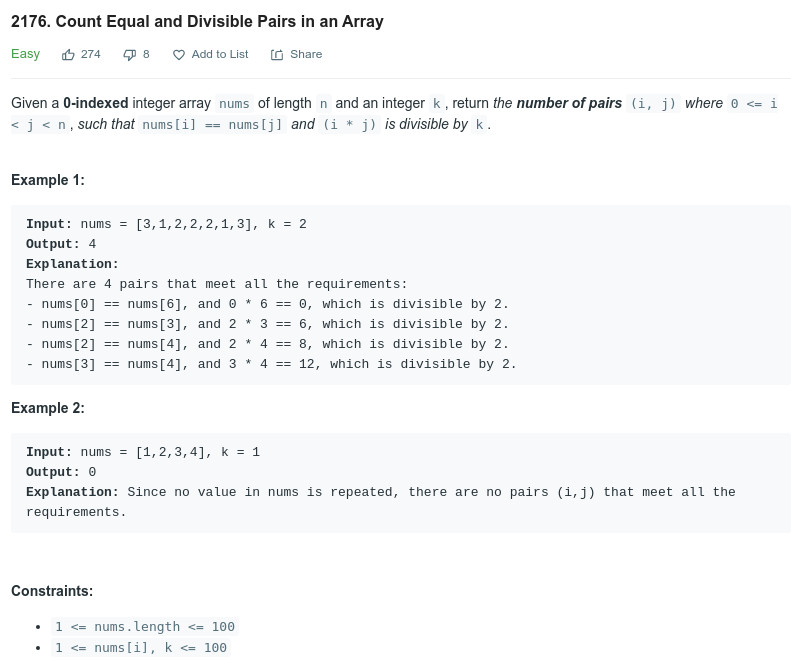 2176. Count Equal and Divisible Pairs in an Array
Easy 274 8 Add to List Share
Given a 0-indexed integer array nums of length n and an integer k, return the number of pairs (i, j) where 0 <= i
< j < n, such that nums[i] == nums[j] and (i * j) is divisible by k.
Example 1:
Input: nums = [3,1,2,2,2,1,3], k = 2
Output: 4
Explanation:
There are 4 pairs that meet all the requirements:
- nums[0] == nums[6], and 0 * 6 == 0, which is divisible by 2.
- nums[2] == nums[3], and 2 * 3 == 6, which is divisible by 2.
- nums[2] == nums[4], and 2 * 4 == 8, which is divisible by 2.
- nums[3] == nums[4], and 3 * 4 == 12, which is divisible by 2.
Example 2:
Input: nums = [1,2,3,4], k = 1
Output: 0
Explanation: Since no value in nums is repeated, there are no pairs (i,j) that meet all the
requirements.
Constraints:
• 1 <= nums.length <= 100
• 1 <= nums[i], k <= 100